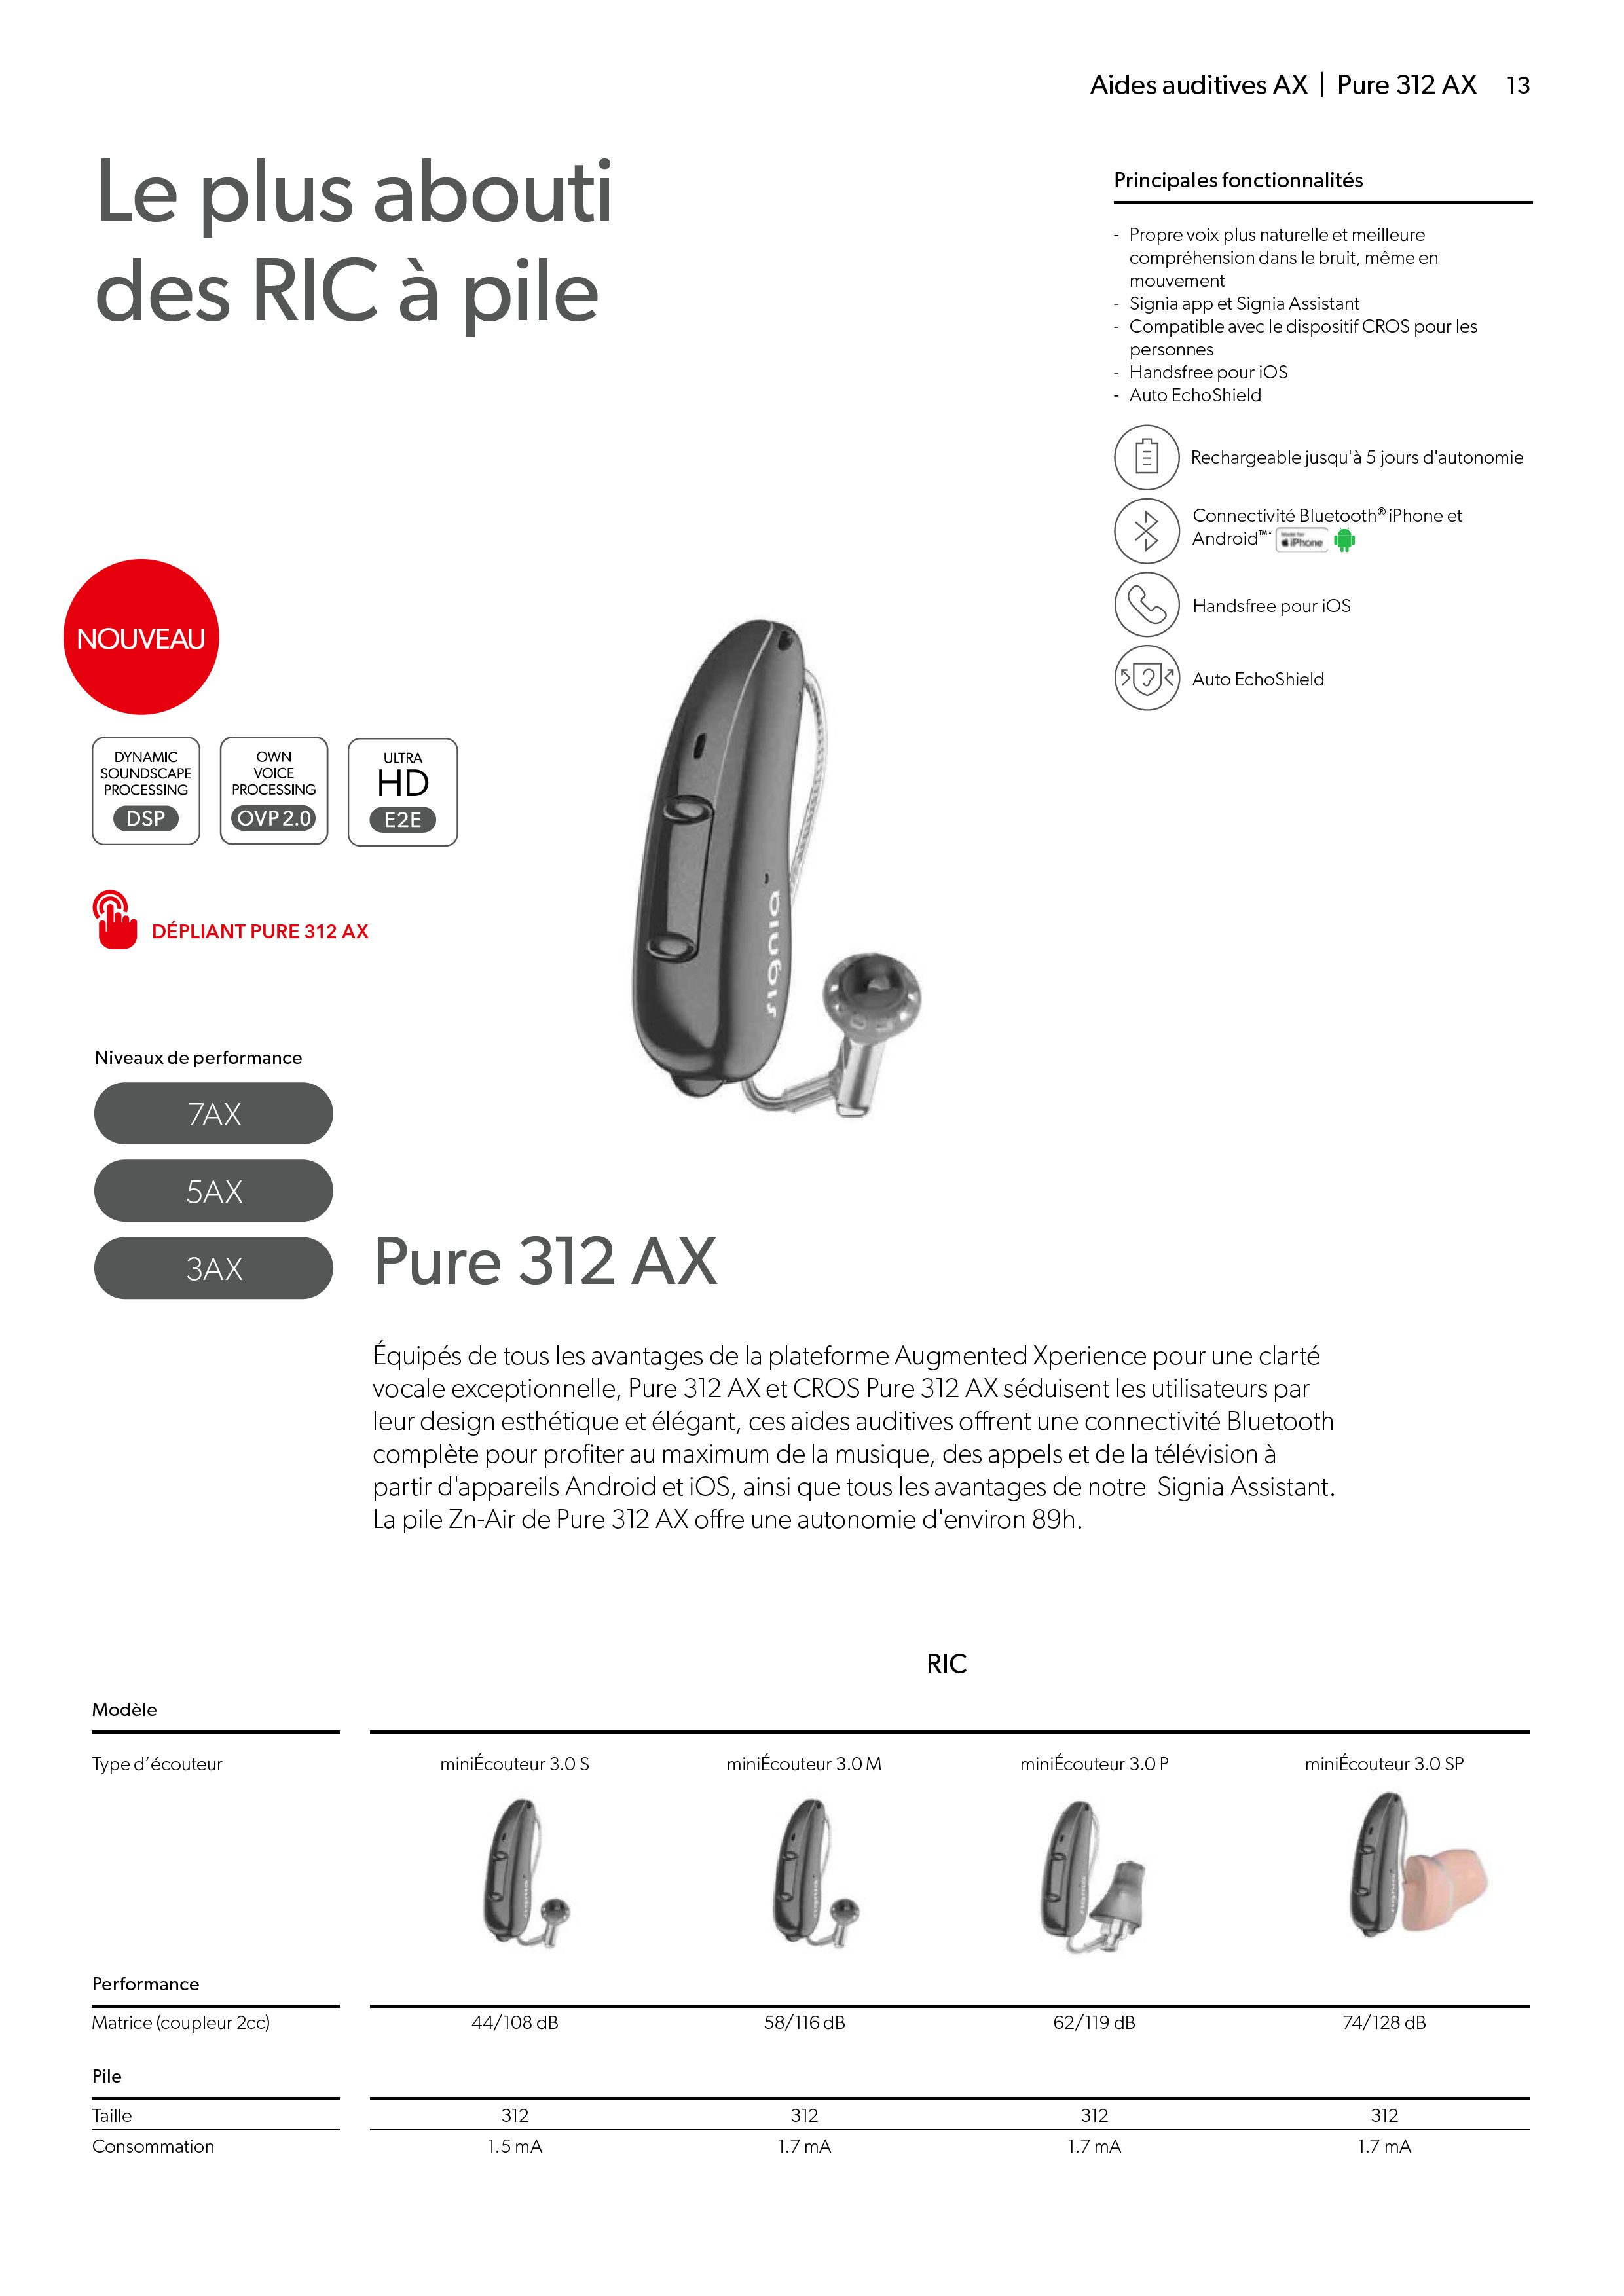 Aides auditives AX | Pure 312 AX 13
Le plus abouti
des RIC à pile
Principales fonctionnalités
- Propre voix plus naturelle et meilleure
compréhension dans le bruit, même en
mouvement
- Signia app et Signia Assistant
- Compatible avec le dispositif CROS pour les
personnes
- Handsfree pour iOS
- Auto EchoShield
Rechargeable jusqu'à 5 jours d'autonomie
Connectivité Bluetooth® iPhone et
Android™*
Made for
iPhone
Handsfree pour iOS
Auto EchoShield
NOUVEAU
DYNAMIC
SOUNDSCAPE
PROCESSING
DSP
OWN
VOICE
PROCESSING
OVP 2.0
ULTRA
HD
E2E
signia
DÉPLIANT PURE 312 AX
Niveaux de performance
7AX
5AX
3AX
Pure 312 AX
Équipés de tous les avantages de la plateforme Augmented Xperience pour une clarté
vocale exceptionnelle, Pure 312 AX et CROS Pure 312 AX séduisent les utilisateurs par
leur design esthétique et élégant, ces aides auditives offrent une connectivité Bluetooth
complète pour profiter au maximum de la musique, des appels et de la télévision à
partir d'appareils Android et iOS, ainsi que tous les avantages de notre Signia Assistant.
La pile Zn-Air de Pure 312 AX offre une autonomie d'environ 89h.
RIC
Modèle
Type d’écouteur miniÉcouteur 3.0 S miniÉcouteur 3.0 M miniÉcouteur 3.0 P miniÉcouteur 3.0 SP
signia signia signia signia
Performance
Matrice (coupleur 2cc) 44/108 dB 58/116 dB 62/119 dB 74/128 dB
Pile
Taille 312 312 312 312
Consommation 1.5 mA 1.7 mA 1.7 mA 1.7 mA